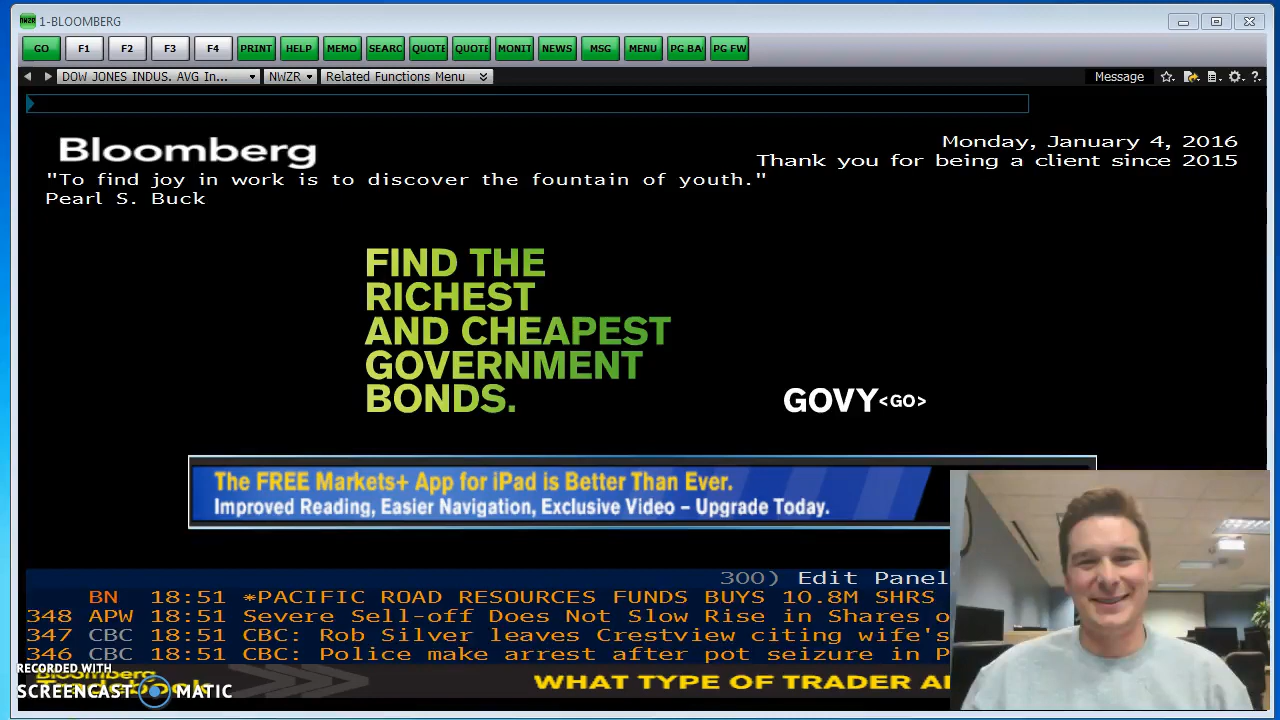 1-BLOOMBERG
GO F1 F2 F3 F4 PRINT HELP MEMO SEARC QUOTE QUOTE MONIT NEWS MSG MENU PG BA PG FW
DOW JONES INDUS. AVG In... NWZR Related Functions Menu Message
Bloomberg
Monday, January 4, 2016
Thank you for being a client since 2015
"To find joy in work is to discover the fountain of youth."
Pearl S. Buck
FIND THE
RICHEST
AND CHEAPEST
GOVERNMENT
BONDS.
GOVY<GO>
The FREE Markets+ App for iPad is Better Than Ever.
Improved Reading, Easier Navigation, Exclusive Video – Upgrade Today.
300) Edit Panel
BN 18:51 *PACIFIC ROAD RESOURCES FUNDS BUYS 10.8M SHRS
348 APW 18:51 Severe Sell-off Does Not Slow Rise in Shares o
347 CBC 18:51 CBC: Rob Silver leaves Crestview citing wife's
346 CBC 18:51 CBC: Police make arrest after pot seizure in P
RECORDED WITH
SCREENCAST MATIC
Bloomberg
Tradebook
WHAT TYPE OF TRADER A